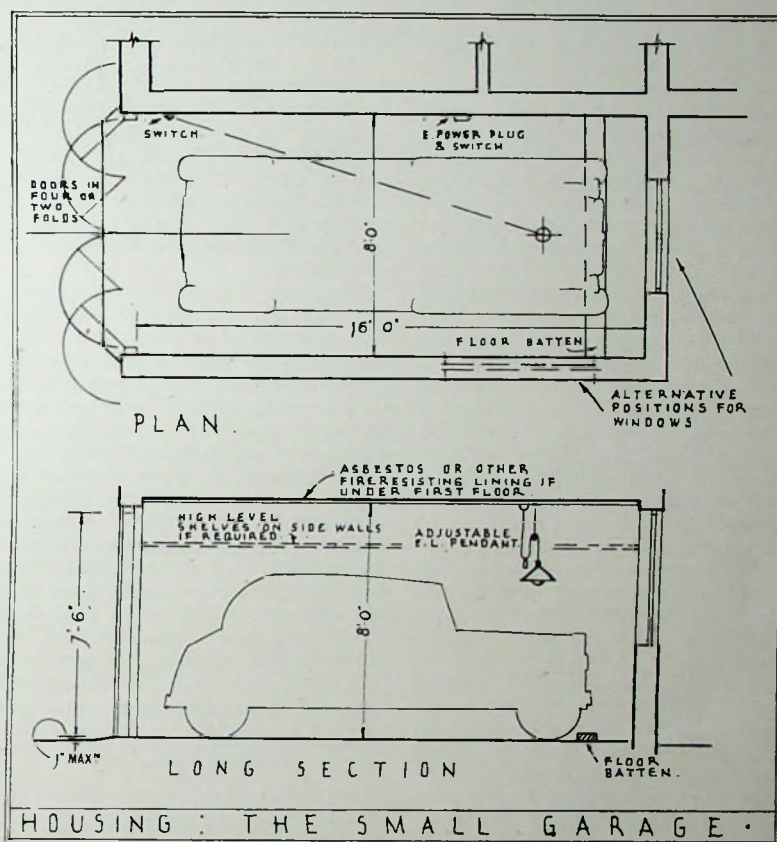 SWITCH
E. POWER PLUG
& SWITCH
DOORS IN
FOUR OR
TWO
FOLDS
8'·0"
16'·0"
FLOOR BATTEN
ALTERNATIVE
POSITIONS FOR
WINDOWS
PLAN.
ASBESTOS OR OTHER
FIRERESISTING LINING IF
UNDER FIRST FLOOR.
HIGH LEVEL
SHELVES ON SIDE WALLS
IF REQUIRED
ADJUSTABLE
E.L. PENDANT
7'-6"
8'·0"
1" MAXM
LONG SECTION
FLOOR
BATTEN.
HOUSING : THE SMALL GARAGE.